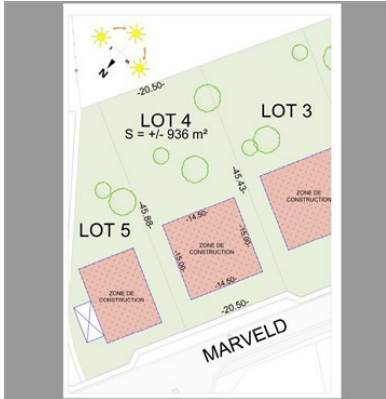 N
-20.50-
LOT 3
LOT 4
S = +/- 936 m²
-45.43-
-45.88-
ZONE DE
CONSTRUCTION
LOT 5
-14.50-
-15.00-
ZONE DE
CONSTRUCTION
-15.00-
-14.50-
ZONE DE
CONSTRUCTION
-20.50-
MARVELD